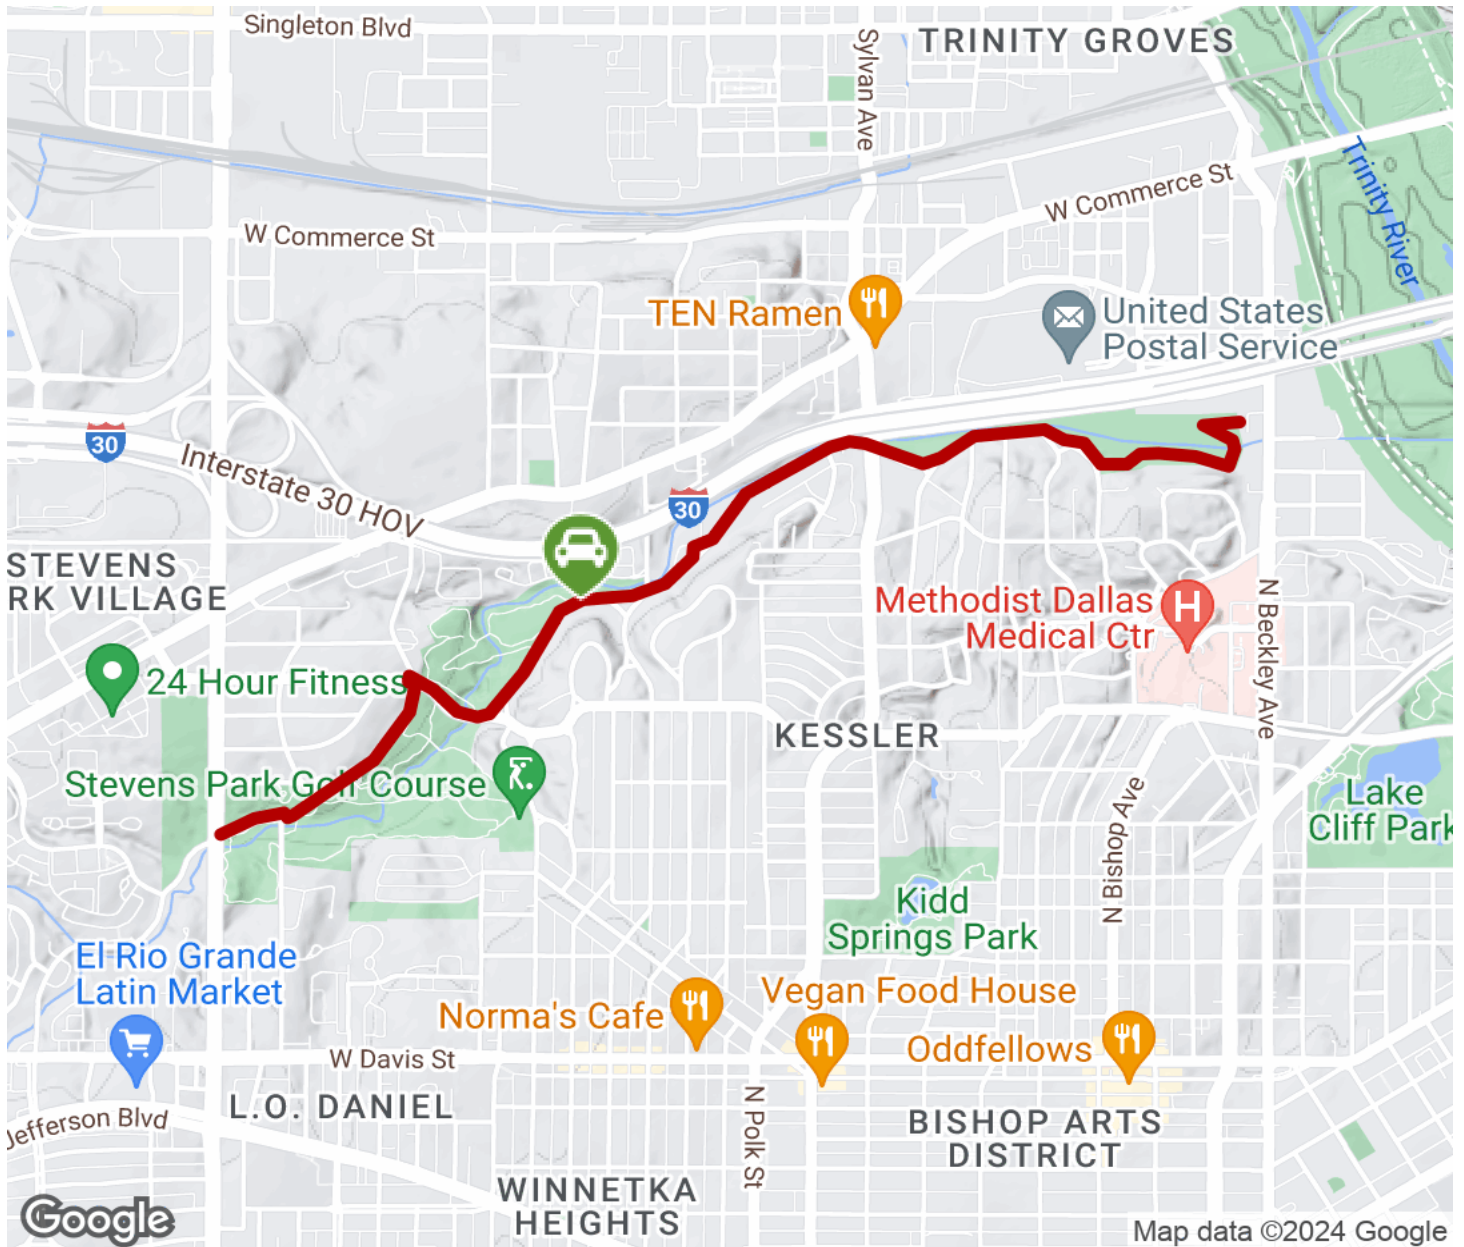 Singleton Blvd
Sylvan Ave
TRINITY GROVES
Trinity River
W Commerce St
W Commerce St
TEN Ramen
United States
Postal Service
30
Interstate 30 HOV
30
STEVENS
RK VILLAGE
Methodist Dallas
Medical Ctr
H
N Beckley Ave
24 Hour Fitness
KESSLER
Stevens Park Golf Course
N Bishop Ave
Lake
Cliff Park
Kidd
Springs Park
El Rio Grande
Latin Market
Norma's Cafe
Vegan Food House
Oddfellows
W Davis St
N Polk St
L.O. DANIEL
Jefferson Blvd
BISHOP ARTS
DISTRICT
WINNETKA
HEIGHTS
Google
Map data ©2024 Google